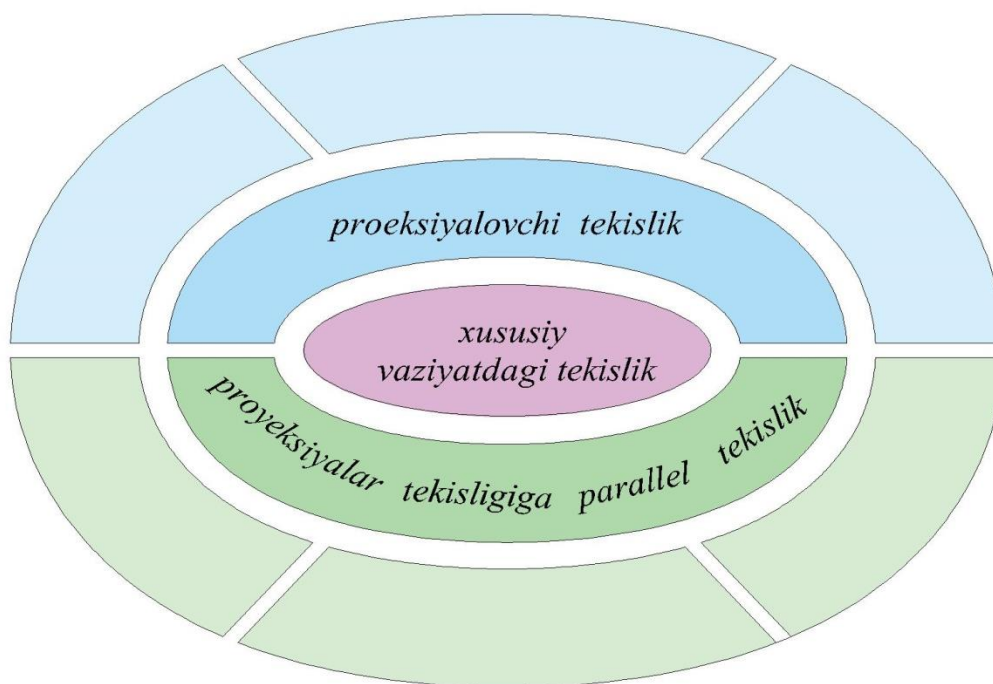 proeksiyalovchi tekislik
xususiy
vaziyatdagi tekislik
proyeksiyalar tekisligiga parallel tekislik